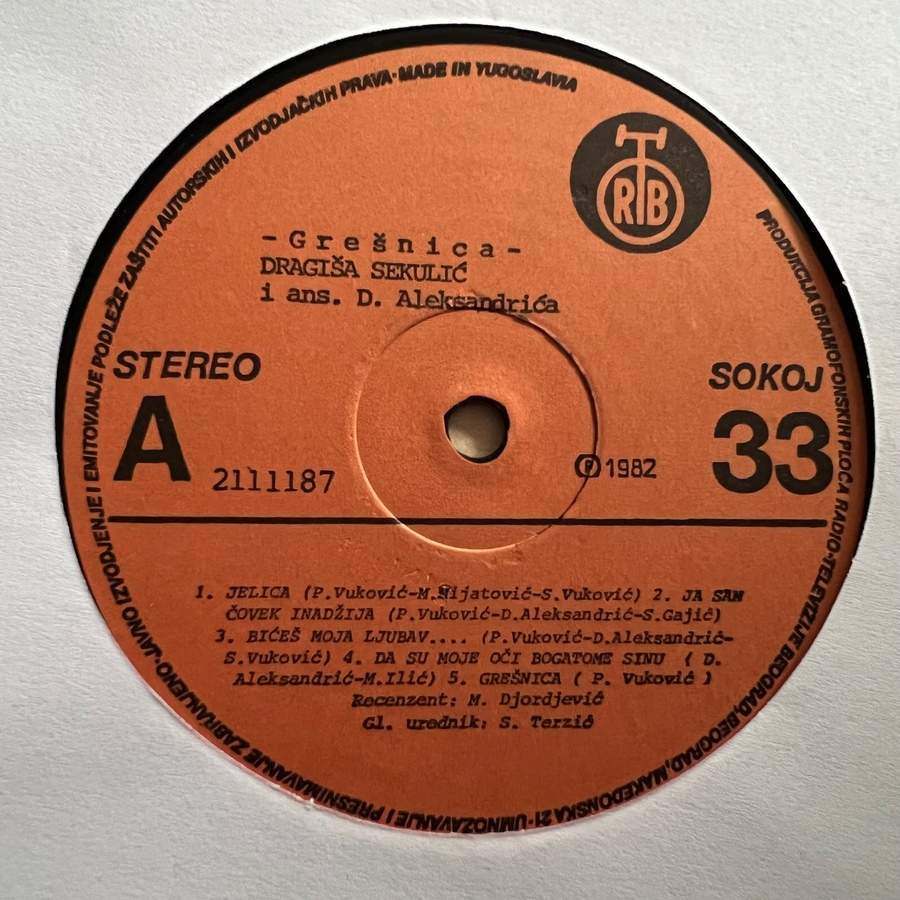 JAVNO IZVODJENJE I EMITOVANJE PODLEŽE ZAŠTITI AUTORSKIH I IZVODJAČKIH PRAVA·MADE IN YUGOSLAVIA
RTB
PRODUKCIJA GRAMOFONSKIH PLOČA RADIO-TELEVIZIJE BEOGRAD, BEOGRAD, MAKEDONSKA 21·UMNOŽAVANJE I PRESNIMAVANJE ZABRANJENO·
-Grešnica-
DRAGIŠA SEKULIĆ
i ans. D. Aleksandrića
STEREO
SOKOJ
A
2111187
℗1982
33
1. JELICA (P.Vuković-M.Nijatović-S.Vuković) 2. JA SAM
ČOVEK INADŽIJA (P.Vuković-D.Aleksandrić-S.Gajić)
3. BIĆEŠ MOJA LJUBAV.... (P.Vuković-D.Aleksandrić-
S.Vuković) 4. DA SU MOJE OČI BOGATOME SINU ( D.
Aleksandrić-M.Ilić) 5. GREŠNICA ( P. Vuković )
Recenzent: M. Djordjević
Gl. urednik: S. Terzić